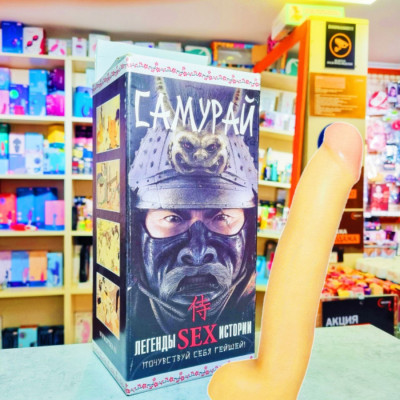 САМУРАЙ
侍
ЛЕГЕНДЫ SEX ИСТОРИИ
ПОЧУВСТВУЙ СЕБЯ ГЕЙШЕЙ!
АКЦИЯ